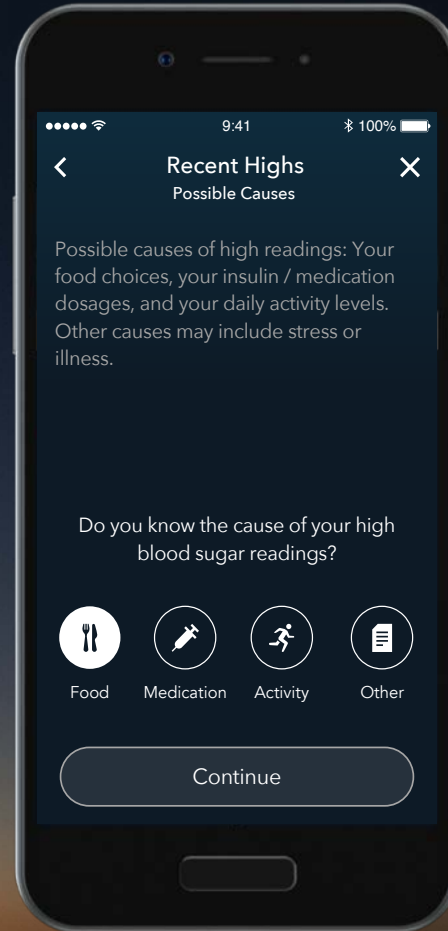 9:41
100%
Recent Highs
Possible Causes
Possible causes of high readings: Your
food choices, your insulin / medication
dosages, and your daily activity levels.
Other causes may include stress or
illness.
Do you know the cause of your high
blood sugar readings?
Food Medication Activity Other
Continue